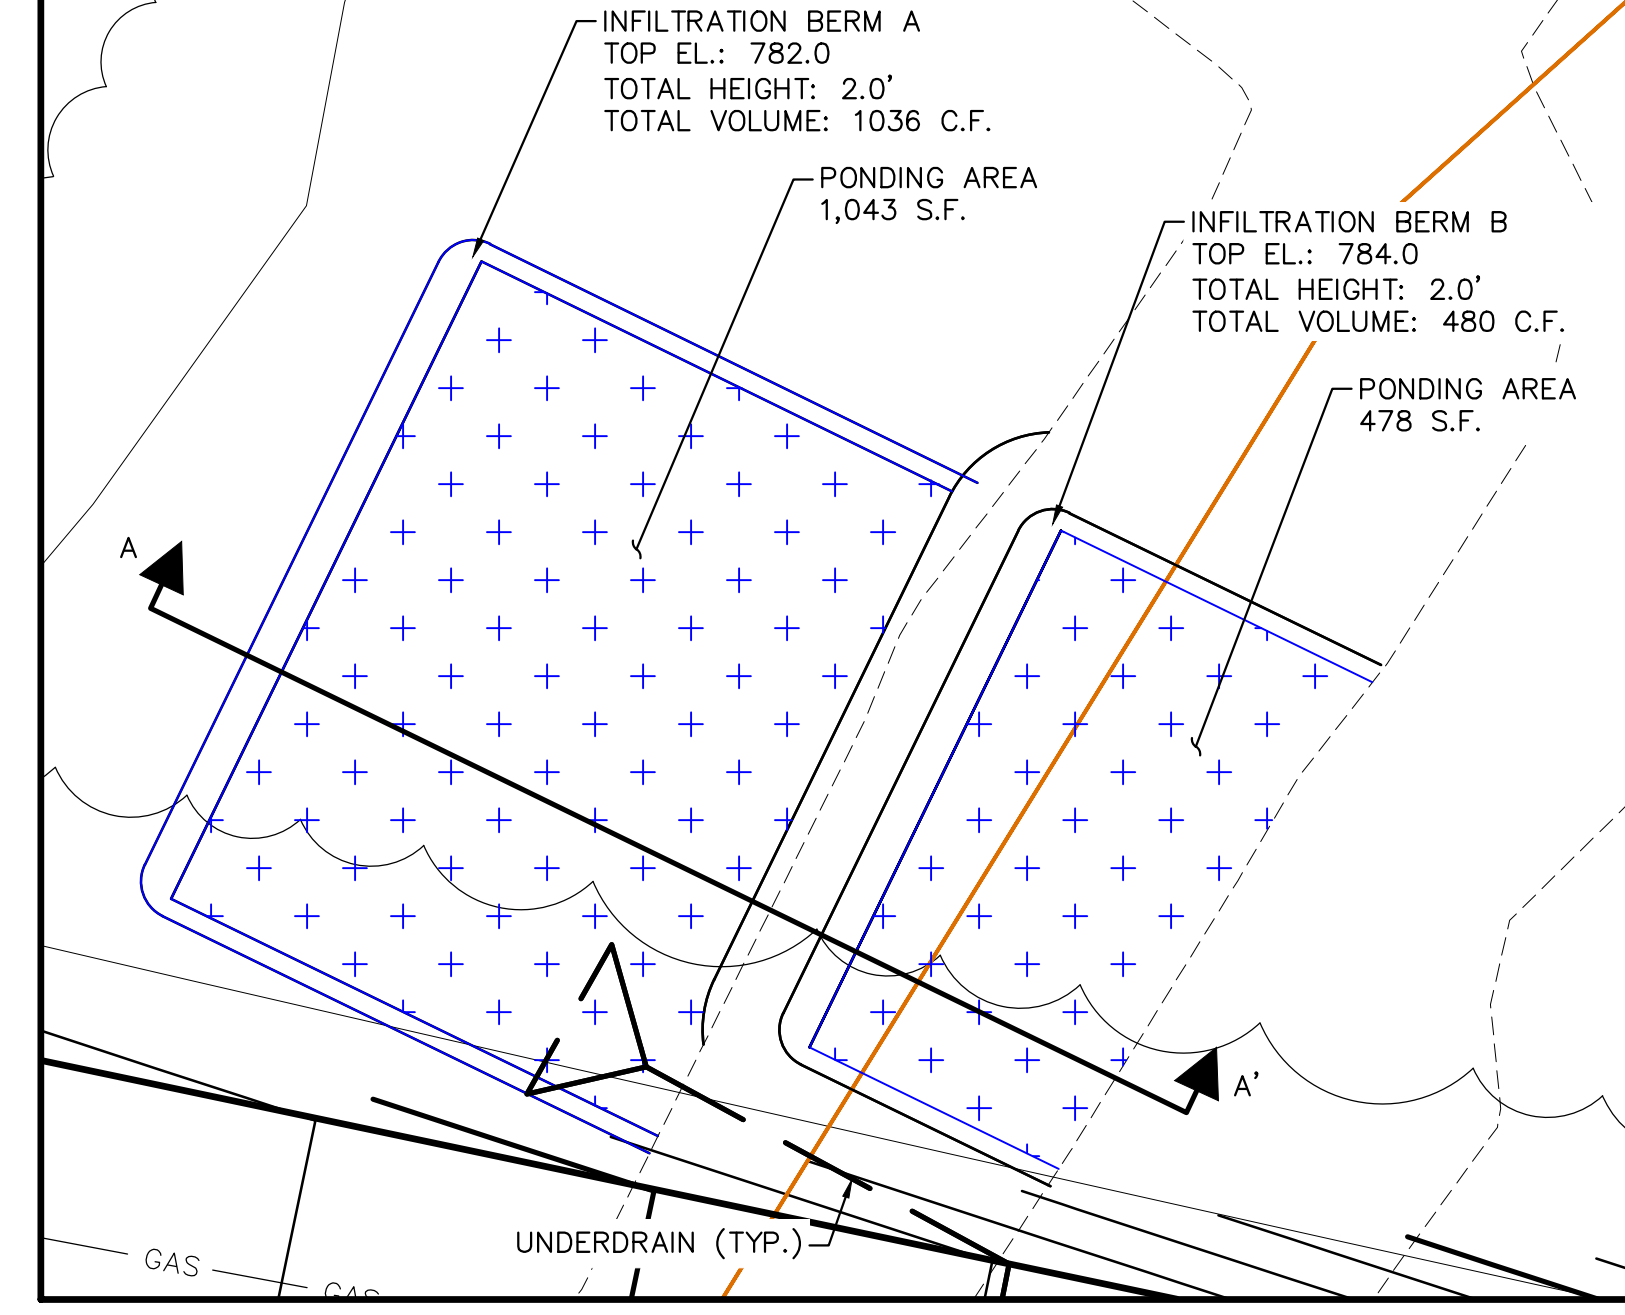 INFILTRATION BERM A
TOP EL.: 782.0
TOTAL HEIGHT: 2.0'
TOTAL VOLUME: 1036 C.F.
PONDING AREA
1,043 S.F.
INFILTRATION BERM B
TOP EL.: 784.0
TOTAL HEIGHT: 2.0'
TOTAL VOLUME: 480 C.F.
PONDING AREA
478 S.F.
A
A'
UNDERDRAIN (TYP.)
GAS
GAS